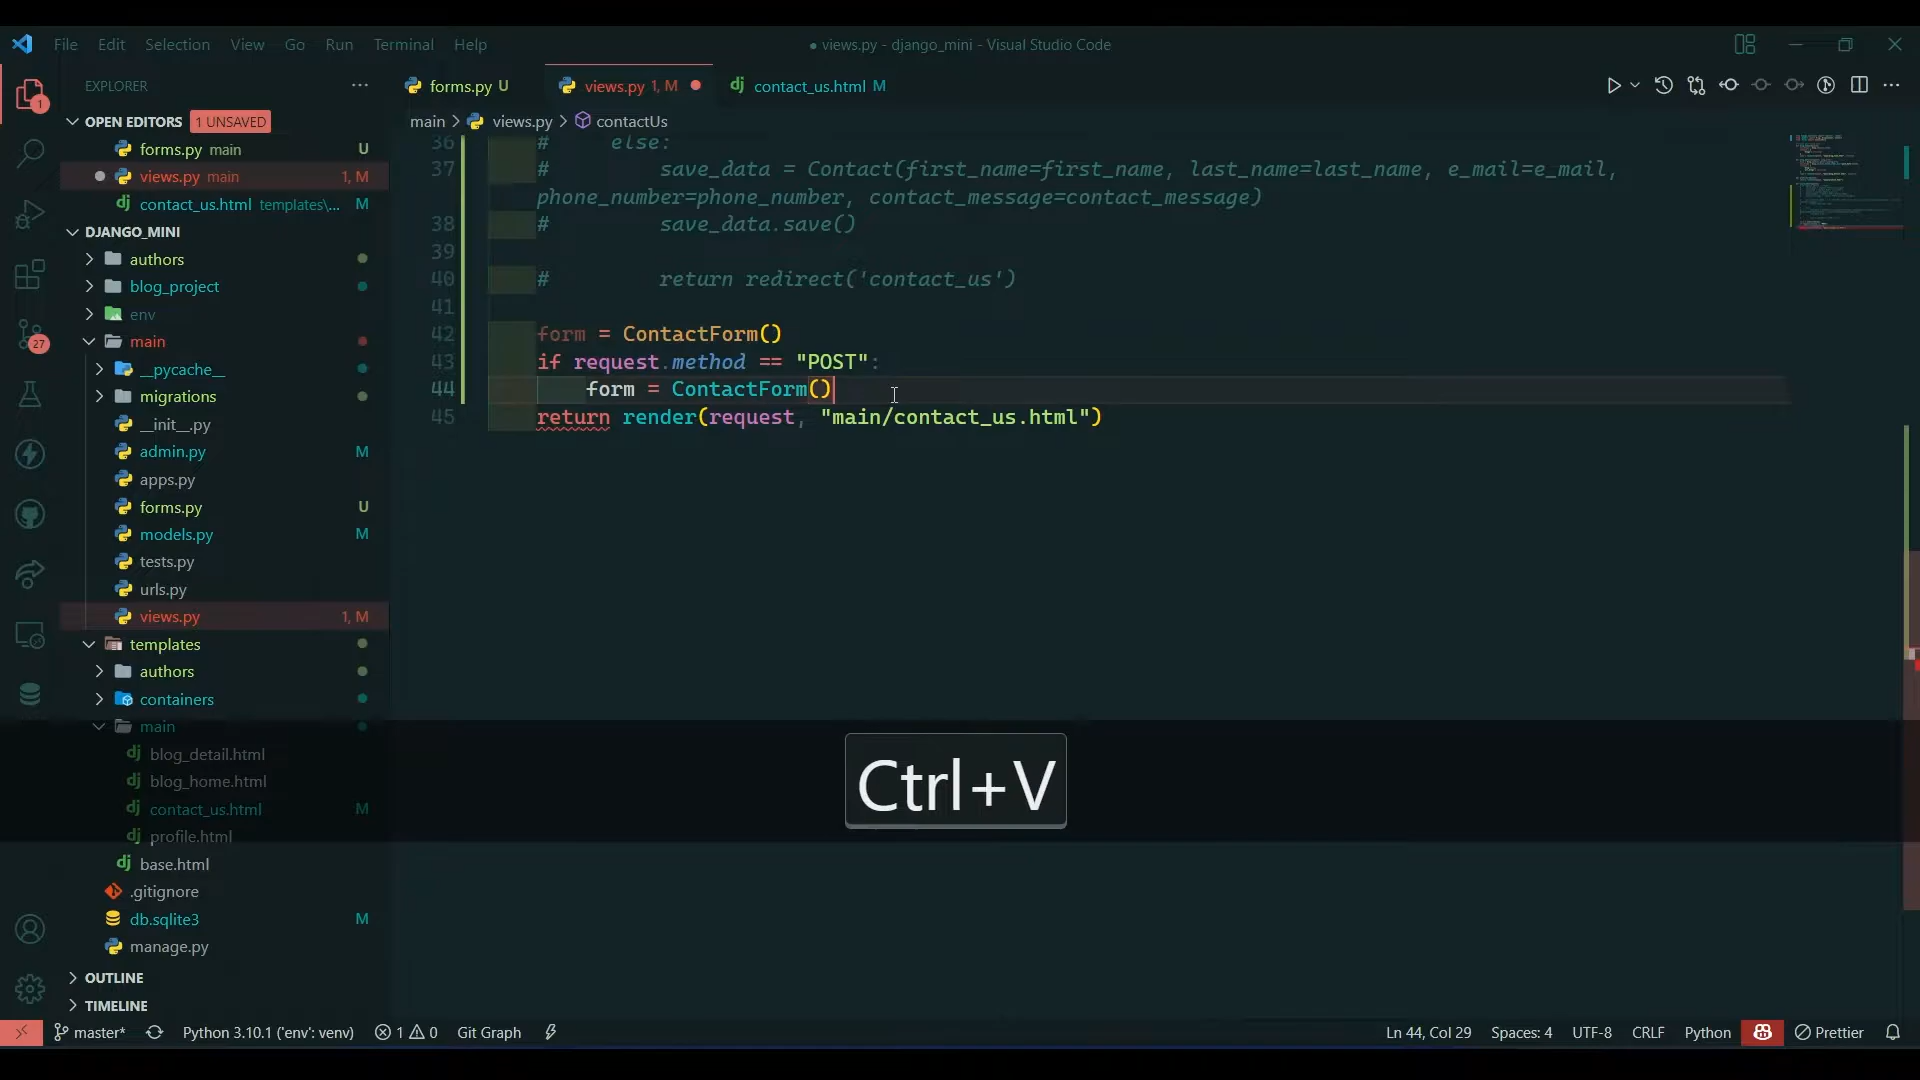 File Edit Selection View Go Run Terminal Help
● views.py - django_mini - Visual Studio Code
EXPLORER
forms.py U
views.py 1, M
contact_us.html M
OPEN EDITORS 1 UNSAVED
main > views.py > contactUs
forms.py main U
views.py main 1, M
contact_us.html templates\... M
DJANGO_MINI
authors
blog_project
env
main
__pycache__
migrations
__init__.py
admin.py M
apps.py
forms.py U
models.py M
tests.py
urls.py
views.py 1, M
templates
authors
containers
main
blog_detail.html
blog_home.html
contact_us.html M
profile.html
base.html
.gitignore
db.sqlite3 M
manage.py
OUTLINE
TIMELINE
1
27
36 #     else:
37 #         save_data = Contact(first_name=first_name, last_name=last_name, e_mail=e_mail,
phone_number=phone_number, contact_message=contact_message)
38 #         save_data.save()
39
40 #         return redirect('contact_us')
41
42 form = ContactForm()
43 if request.method == "POST":
44     form = ContactForm()
45 return render(request, "main/contact_us.html")
Ctrl+V
master* Python 3.10.1 ('env': venv) 1 0 Git Graph Ln 44, Col 29 Spaces: 4 UTF-8 CRLF Python Prettier